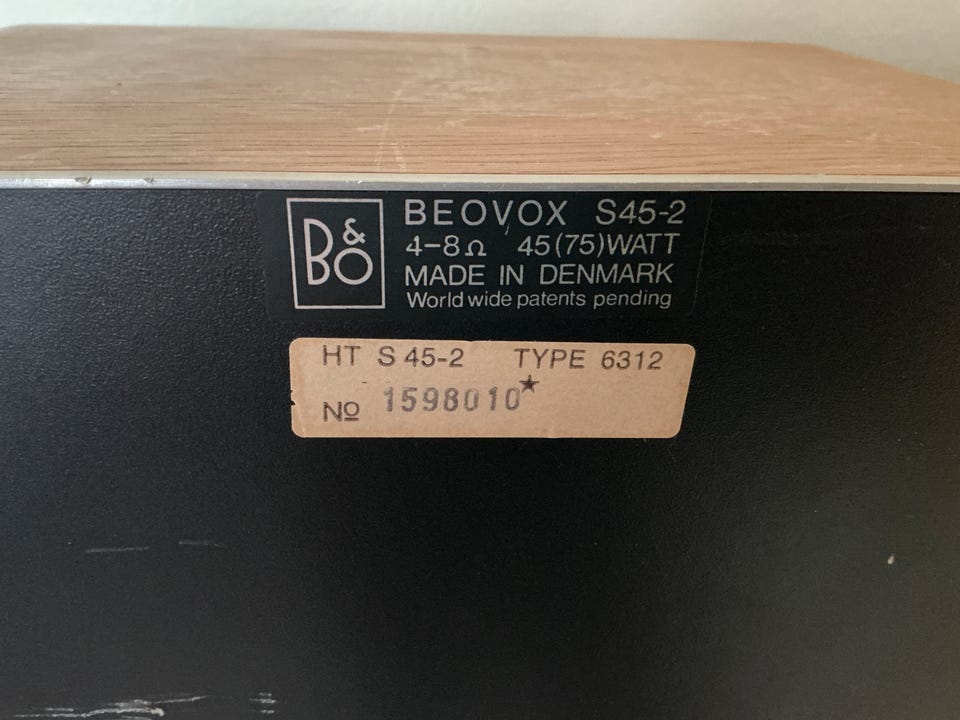 B&O
BEOVOX S45-2
4-8Ω 45(75)WATT
MADE IN DENMARK
World wide patents pending
HT S 45-2 TYPE 6312
No 1598010★